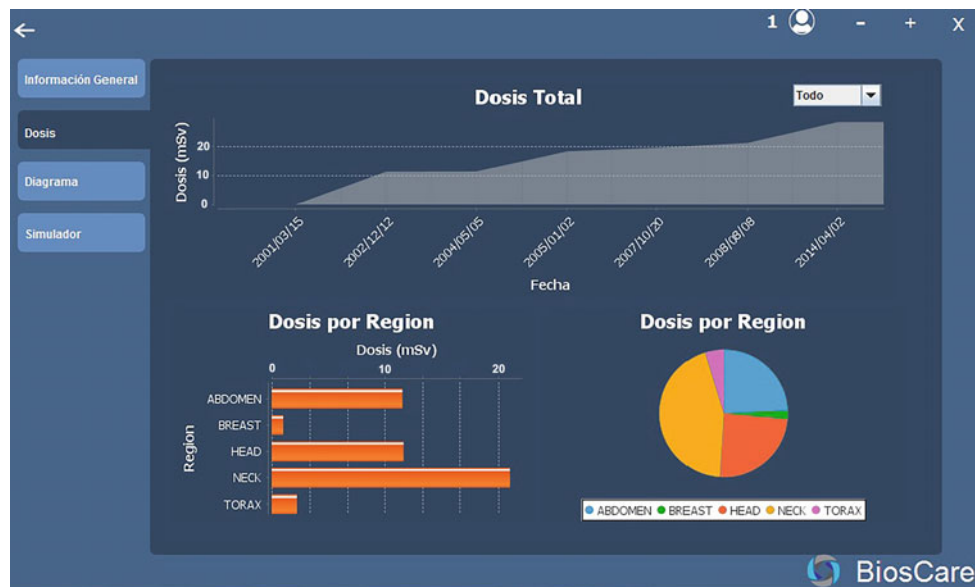 1
-
+
X
Información General
Dosis
Diagrama
Simulador
Dosis Total
Todo
Dosis (mSv)
20
10
0
2001/03/15
2002/12/12
2004/05/05
2005/01/02
2007/10/20
2008/08/08
2014/04/02
Fecha
Dosis por Region
Dosis (mSv)
0
10
20
Region
ABDOMEN
BREAST
HEAD
NECK
TORAX
Dosis por Region
ABDOMEN BREAST HEAD NECK TORAX
BiosCare